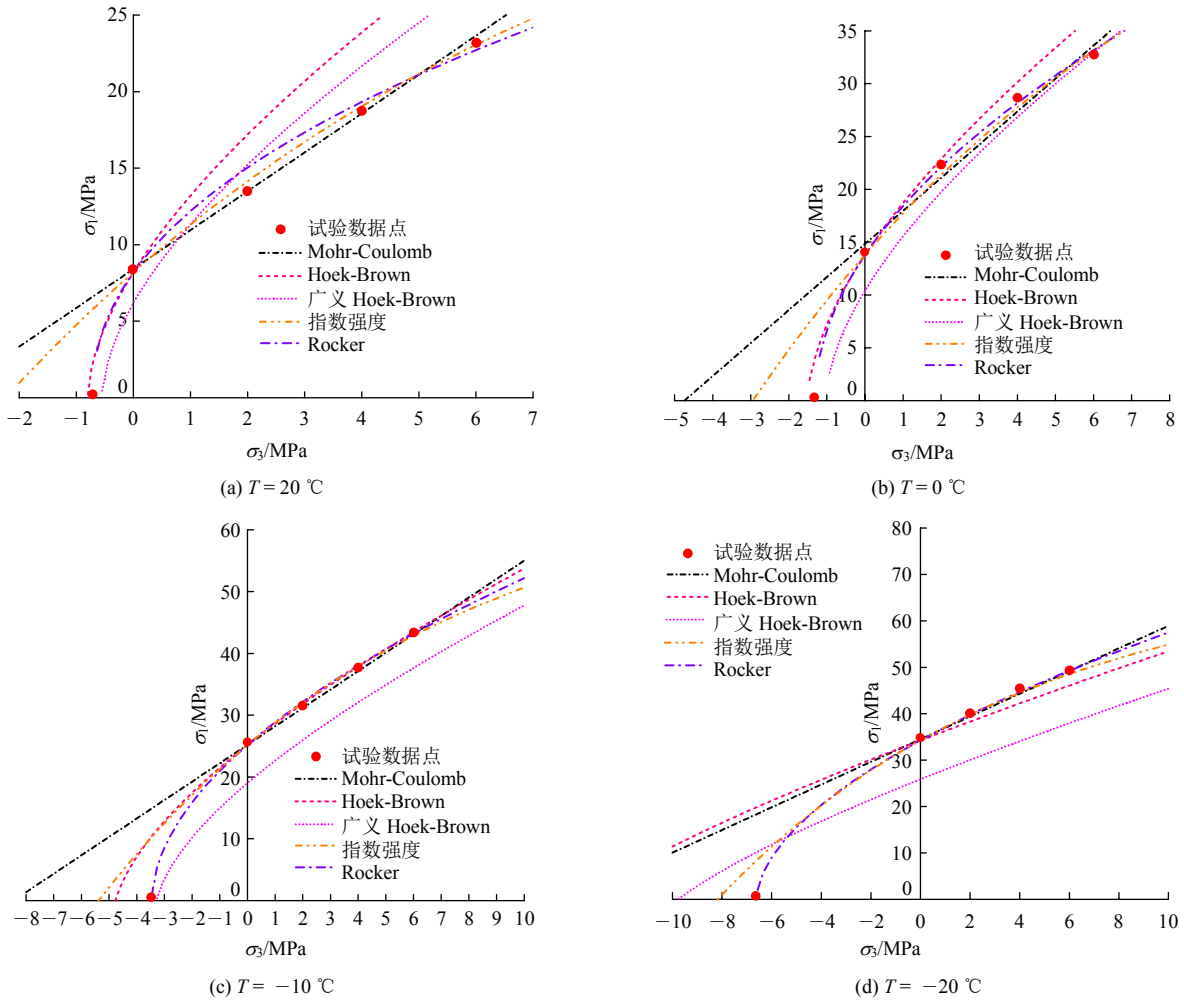 25
20
15
10
5
0
σ₁/MPa
试验数据点
Mohr-Coulomb
Hoek-Brown
广义 Hoek-Brown
指数强度
Rocker
−2 −1 0 1 2 3 4 5 6 7
σ₃/MPa
(a) T = 20 ℃
35
30
25
20
15
10
5
0
σ₁/MPa
试验数据点
Mohr-Coulomb
Hoek-Brown
广义 Hoek-Brown
指数强度
Rocker
−5 −4 −3 −2 −1 0 1 2 3 4 5 6 7 8
σ₃/MPa
(b) T = 0 ℃
60
50
40
30
20
10
0
σ₁/MPa
试验数据点
Mohr-Coulomb
Hoek-Brown
广义 Hoek-Brown
指数强度
Rocker
−8 −7 −6 −5 −4 −3 −2 −1 0 1 2 3 4 5 6 7 8 9 10
σ₃/MPa
(c) T = −10 ℃
80
70
60
50
40
30
20
10
0
σ₁/MPa
试验数据点
Mohr-Coulomb
Hoek-Brown
广义 Hoek-Brown
指数强度
Rocker
−10 −8 −6 −4 −2 0 2 4 6 8 10
σ₃/MPa
(d) T = −20 ℃